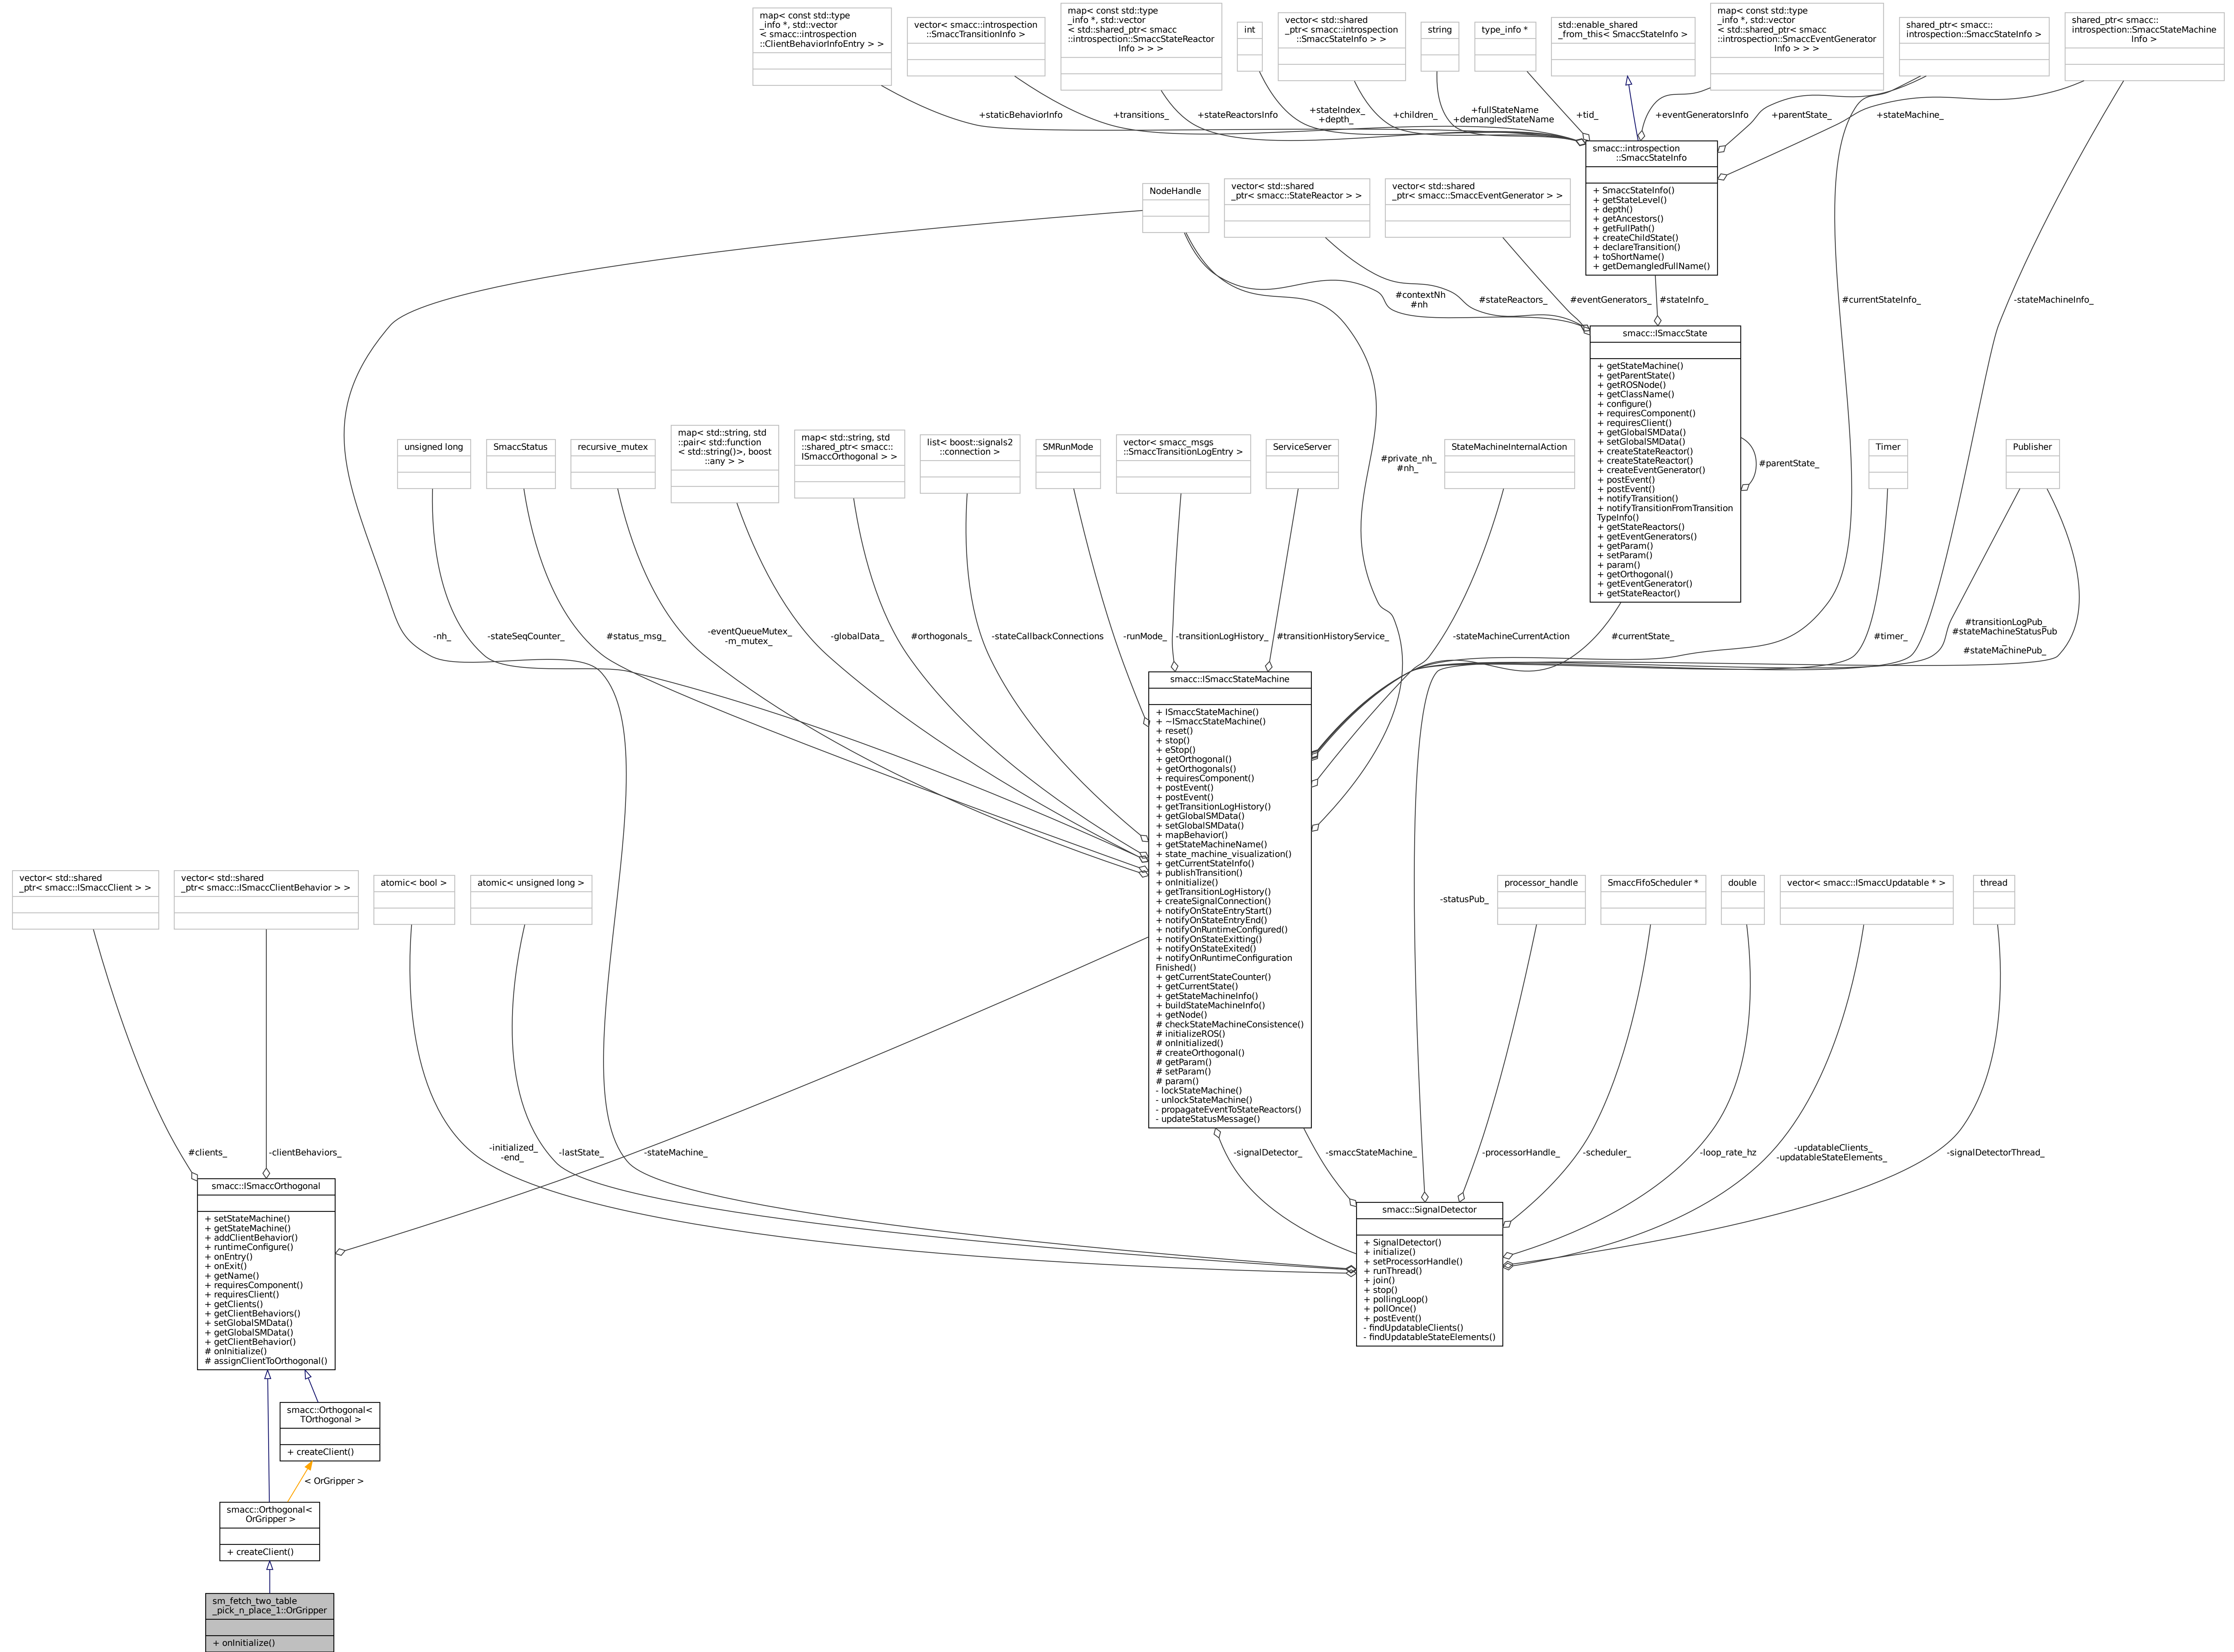 map< const std::type
_info *, std::vector
< smacc::introspection
::ClientBehaviorInfoEntry > >
vector< smacc::introspection
::SmaccTransitionInfo >
map< const std::type
_info *, std::vector
< std::shared_ptr< smacc
::introspection::SmaccStateReactor
Info > > >
int
vector< std::shared
_ptr< smacc::introspection
::SmaccStateInfo > >
string
type_info *
std::enable_shared
_from_this< SmaccStateInfo >
map< const std::type
_info *, std::vector
< std::shared_ptr< smacc
::introspection::SmaccEventGenerator
Info > > >
shared_ptr< smacc::
introspection::SmaccStateInfo >
shared_ptr< smacc::
introspection::SmaccStateMachine
Info >
+staticBehaviorInfo
+transitions_
+stateReactorsInfo
+stateIndex_
+depth_
+children_
+fullStateName
+demangledStateName
+tid_
+eventGeneratorsInfo
+parentState_
+stateMachine_
smacc::introspection
::SmaccStateInfo
+ SmaccStateInfo()
+ getStateLevel()
+ depth()
+ getAncestors()
+ getFullPath()
+ createChildState()
+ declareTransition()
+ toShortName()
+ getDemangledFullName()
NodeHandle
vector< std::shared
_ptr< smacc::StateReactor > >
vector< std::shared
_ptr< smacc::SmaccEventGenerator > >
#contextNh
#nh
#stateReactors_
#eventGenerators_
#stateInfo_
#currentStateInfo_
-stateMachineInfo_
smacc::ISmaccState
+ getStateMachine()
+ getParentState()
+ getROSNode()
+ getClassName()
+ configure()
+ requiresComponent()
+ requiresClient()
+ getGlobalSMData()
+ setGlobalSMData()
+ createStateReactor()
+ createStateReactor()
+ createEventGenerator()
+ postEvent()
+ postEvent()
+ notifyTransition()
+ notifyTransitionFromTransition
TypeInfo()
+ getStateReactors()
+ getEventGenerators()
+ getParam()
+ setParam()
+ param()
+ getOrthogonal()
+ getEventGenerator()
+ getStateReactor()
#parentState_
unsigned long
SmaccStatus
recursive_mutex
map< std::string, std
::pair< std::function
< std::string()>, boost
::any > >
map< std::string, std
::shared_ptr< smacc::
ISmaccOrthogonal > >
list< boost::signals2
::connection >
SMRunMode
vector< smacc_msgs
::SmaccTransitionLogEntry >
ServiceServer
#private_nh_
#nh_
StateMachineInternalAction
Timer
Publisher
-nh_
-stateSeqCounter_
#status_msg_
-eventQueueMutex_
-m_mutex_
-globalData_
#orthogonals_
-stateCallbackConnections
-runMode_
-transitionLogHistory_
#transitionHistoryService_
-stateMachineCurrentAction
#currentState_
#timer_
#transitionLogPub_
#stateMachineStatusPub
_
#stateMachinePub_
smacc::ISmaccStateMachine
+ ISmaccStateMachine()
+ ~ISmaccStateMachine()
+ reset()
+ stop()
+ eStop()
+ getOrthogonal()
+ getOrthogonals()
+ requiresComponent()
+ postEvent()
+ postEvent()
+ getTransitionLogHistory()
+ getGlobalSMData()
+ setGlobalSMData()
+ mapBehavior()
+ getStateMachineName()
+ state_machine_visualization()
+ getCurrentStateInfo()
+ publishTransition()
+ onInitialize()
+ getTransitionLogHistory()
+ createSignalConnection()
+ notifyOnStateEntryStart()
+ notifyOnStateEntryEnd()
+ notifyOnRuntimeConfigured()
+ notifyOnStateExitting()
+ notifyOnStateExited()
+ notifyOnRuntimeConfiguration
Finished()
+ getCurrentStateCounter()
+ getCurrentState()
+ getStateMachineInfo()
+ buildStateMachineInfo()
+ getNode()
# checkStateMachineConsistence()
# initializeROS()
# onInitialized()
# createOrthogonal()
# getParam()
# setParam()
# param()
- lockStateMachine()
- unlockStateMachine()
- propagateEventToStateReactors()
- updateStatusMessage()
vector< std::shared
_ptr< smacc::ISmaccClient > >
vector< std::shared
_ptr< smacc::ISmaccClientBehavior > >
atomic< bool >
atomic< unsigned long >
-statusPub_
processor_handle
SmaccFifoScheduler *
double
vector< smacc::ISmaccUpdatable * >
thread
#clients_
-clientBehaviors_
-initialized_
-end_
-lastState_
-stateMachine_
-signalDetector_
-smaccStateMachine_
-processorHandle_
-scheduler_
-loop_rate_hz
-updatableClients_
-updatableStateElements_
-signalDetectorThread_
smacc::ISmaccOrthogonal
+ setStateMachine()
+ getStateMachine()
+ addClientBehavior()
+ runtimeConfigure()
+ onEntry()
+ onExit()
+ getName()
+ requiresComponent()
+ requiresClient()
+ getClients()
+ getClientBehaviors()
+ setGlobalSMData()
+ getGlobalSMData()
+ getClientBehavior()
# onInitialize()
# assignClientToOrthogonal()
smacc::SignalDetector
+ SignalDetector()
+ initialize()
+ setProcessorHandle()
+ runThread()
+ join()
+ stop()
+ pollingLoop()
+ pollOnce()
+ postEvent()
- findUpdatableClients()
- findUpdatableStateElements()
smacc::Orthogonal<
TOrthogonal >
+ createClient()
< OrGripper >
smacc::Orthogonal<
OrGripper >
+ createClient()
sm_fetch_two_table
_pick_n_place_1::OrGripper
+ onInitialize()